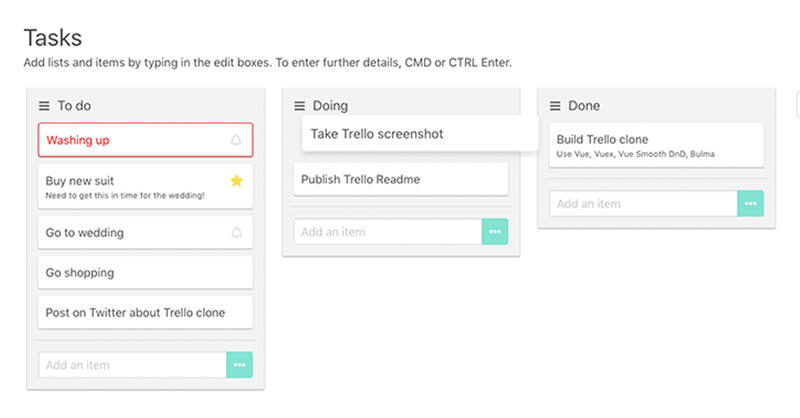 Tasks
Add lists and items by typing in the edit boxes. To enter further details, CMD or CTRL Enter.
To do
Washing up
Buy new suit
Need to get this in time for the wedding!
Go to wedding
Go shopping
Post on Twitter about Trello clone
Add an item
Doing
Take Trello screenshot
Publish Trello Readme
Add an item
Done
Build Trello clone
Use Vue, Vuex, Vue Smooth DnD, Bulma
Add an item